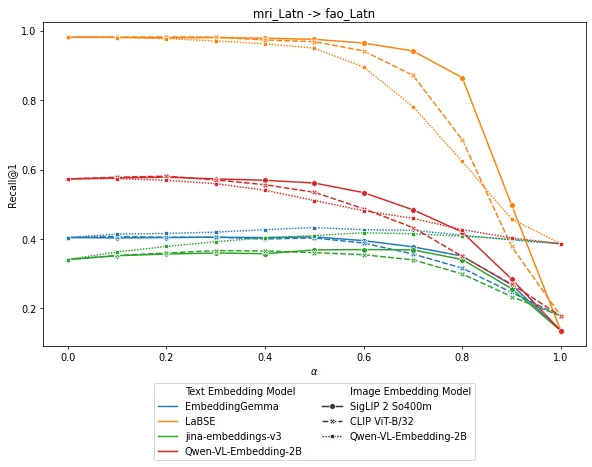 mri_Latn -> fao_Latn
Recall@1
1.0
0.8
0.6
0.4
0.2
0.0 0.2 0.4 0.6 0.8 1.0
α
Text Embedding Model Image Embedding Model
EmbeddingGemma SigLIP 2 So400m
LaBSE CLIP ViT-B/32
jina-embeddings-v3 Qwen-VL-Embedding-2B
Qwen-VL-Embedding-2B